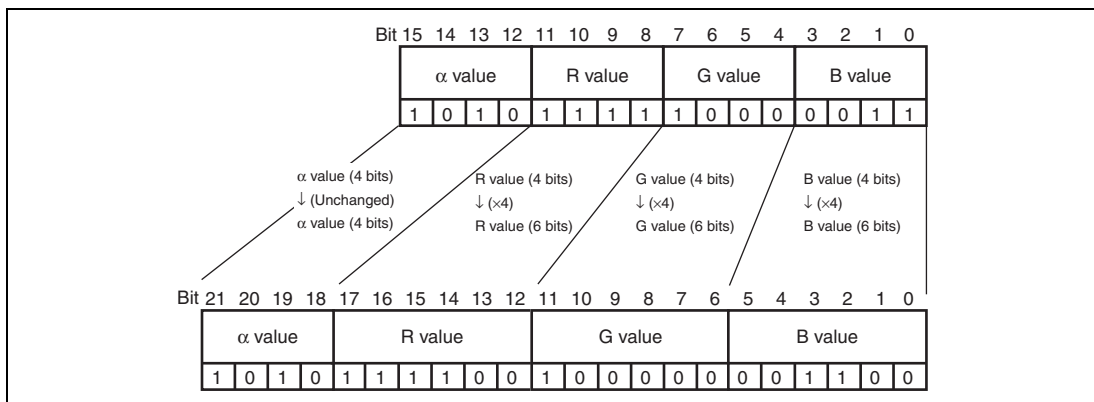 Bit 15 14 13 12 11 10 9 8 7 6 5 4 3 2 1 0
α value R value G value B value
1 0 1 0 1 1 1 1 1 0 0 0 0 0 1 1
α value (4 bits) R value (4 bits) G value (4 bits) B value (4 bits)
↓ (Unchanged) ↓ (×4) ↓ (×4) ↓ (×4)
α value (4 bits) R value (6 bits) G value (6 bits) B value (6 bits)
Bit 21 20 19 18 17 16 15 14 13 12 11 10 9 8 7 6 5 4 3 2 1 0
α value R value G value B value
1 0 1 0 1 1 1 1 0 0 1 0 0 0 0 0 0 0 1 1 0 0